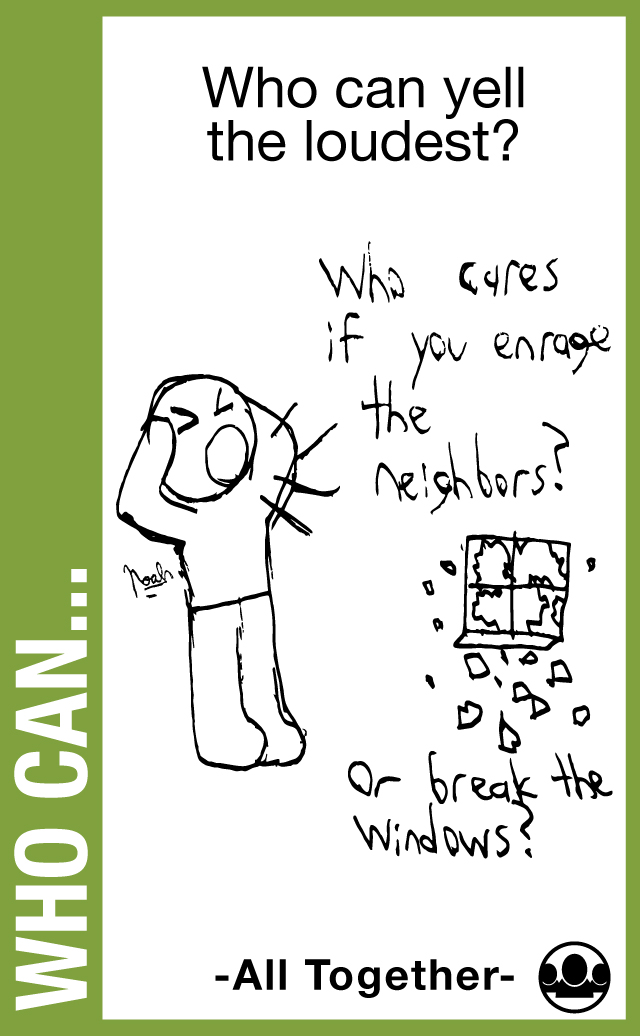 Who can yell
the loudest?
Who cares
if you enrage
the
neighbors?
Noah
Or break the
windows?
WHO CAN...
-All Together-